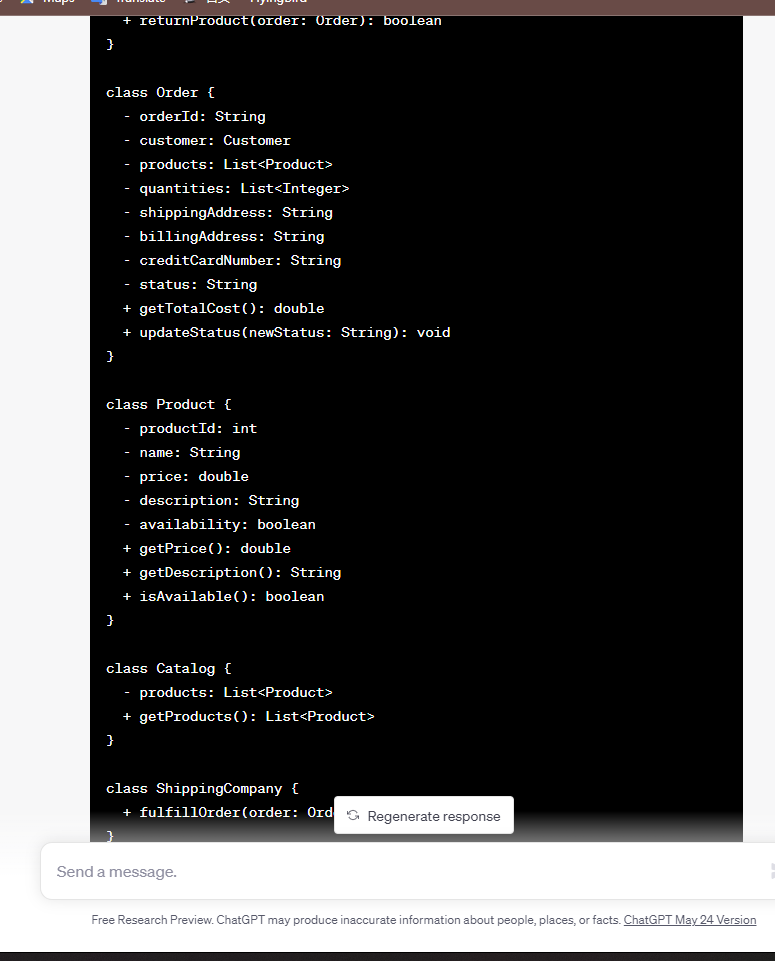 Maps Translate 首頁 Flyingbird
+ returnProduct(order: Order): boolean
}
class Order {
- orderId: String
- customer: Customer
- products: List<Product>
- quantities: List<Integer>
- shippingAddress: String
- billingAddress: String
- creditCardNumber: String
- status: String
+ getTotalCost(): double
+ updateStatus(newStatus: String): void
}
class Product {
- productId: int
- name: String
- price: double
- description: String
- availability: boolean
+ getPrice(): double
+ getDescription(): String
+ isAvailable(): boolean
}
class Catalog {
- products: List<Product>
+ getProducts(): List<Product>
}
class ShippingCompany {
+ fulfillOrder(order: Ord
}
Regenerate response
Send a message.
Free Research Preview. ChatGPT may produce inaccurate information about people, places, or facts. ChatGPT May 24 Version